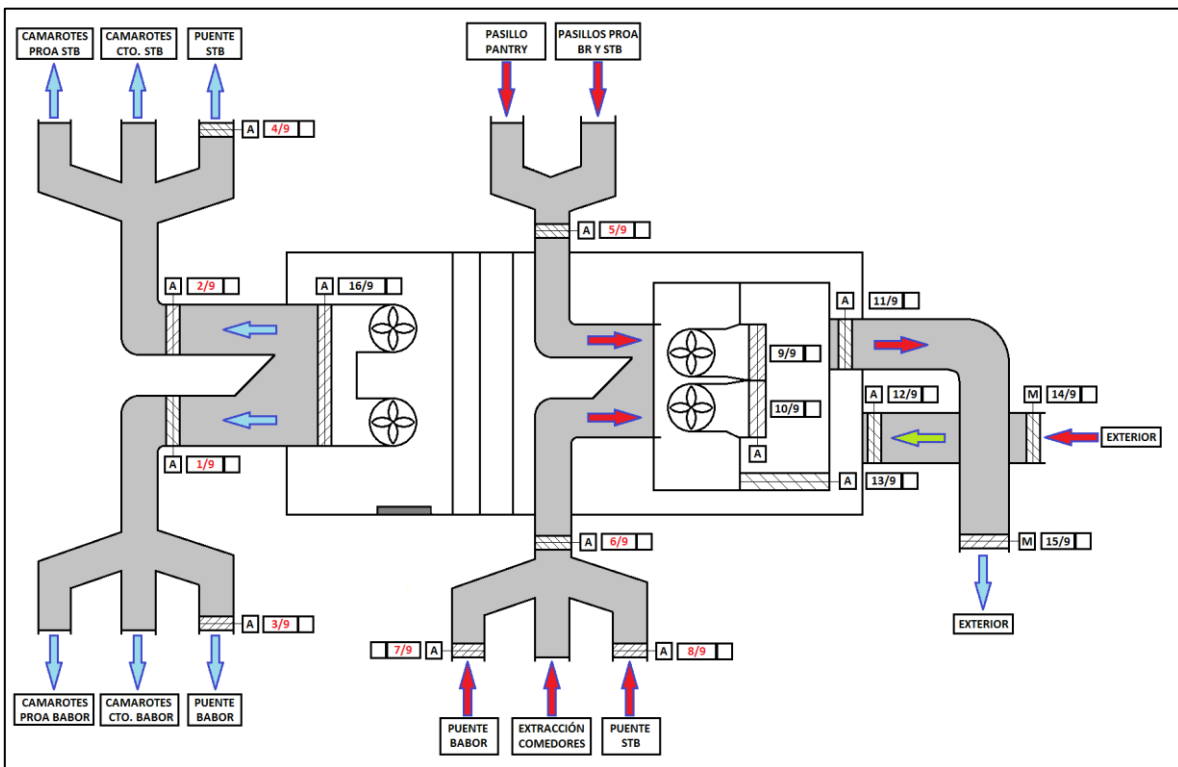 CAMAROTES
PROA STB
CAMAROTES
CTO. STB
PUENTE
STB
PASILLO
PANTRY
PASILLOS PROA
BR Y STB
A 4/9
A 5/9
A 2/9
A 16/9
A 11/9
9/9
A 12/9
M 14/9
10/9
EXTERIOR
A
A 1/9
A 13/9
A 6/9
M 15/9
A 3/9
7/9 A
A 8/9
EXTERIOR
CAMAROTES
PROA BABOR
CAMAROTES
CTO. BABOR
PUENTE
BABOR
PUENTE
BABOR
EXTRACCIÓN
COMEDORES
PUENTE
STB